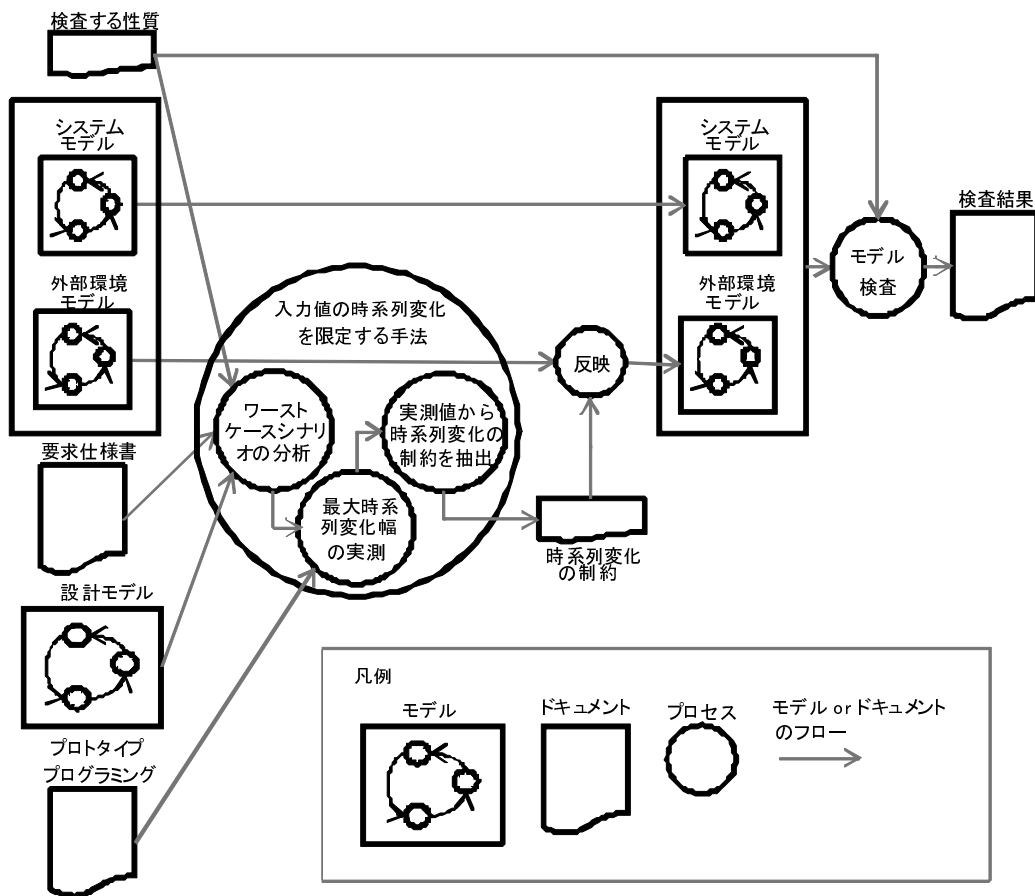 検査する性質
システム
モデル
外部環境
モデル
要求仕様書
設計モデル
プロトタイプ
プログラミング
入力値の時系列変化
を限定する手法
ワースト
ケースシナリ
オの分析
最大時系
列変化幅
の実測
実測値から
時系列変化の
制約を抽出
反映
時系列変化
の制約
システム
モデル
外部環境
モデル
モデル
検査
検査結果
凡例
モデル
ドキュメント
プロセス
モデル or ドキュメント
のフロー